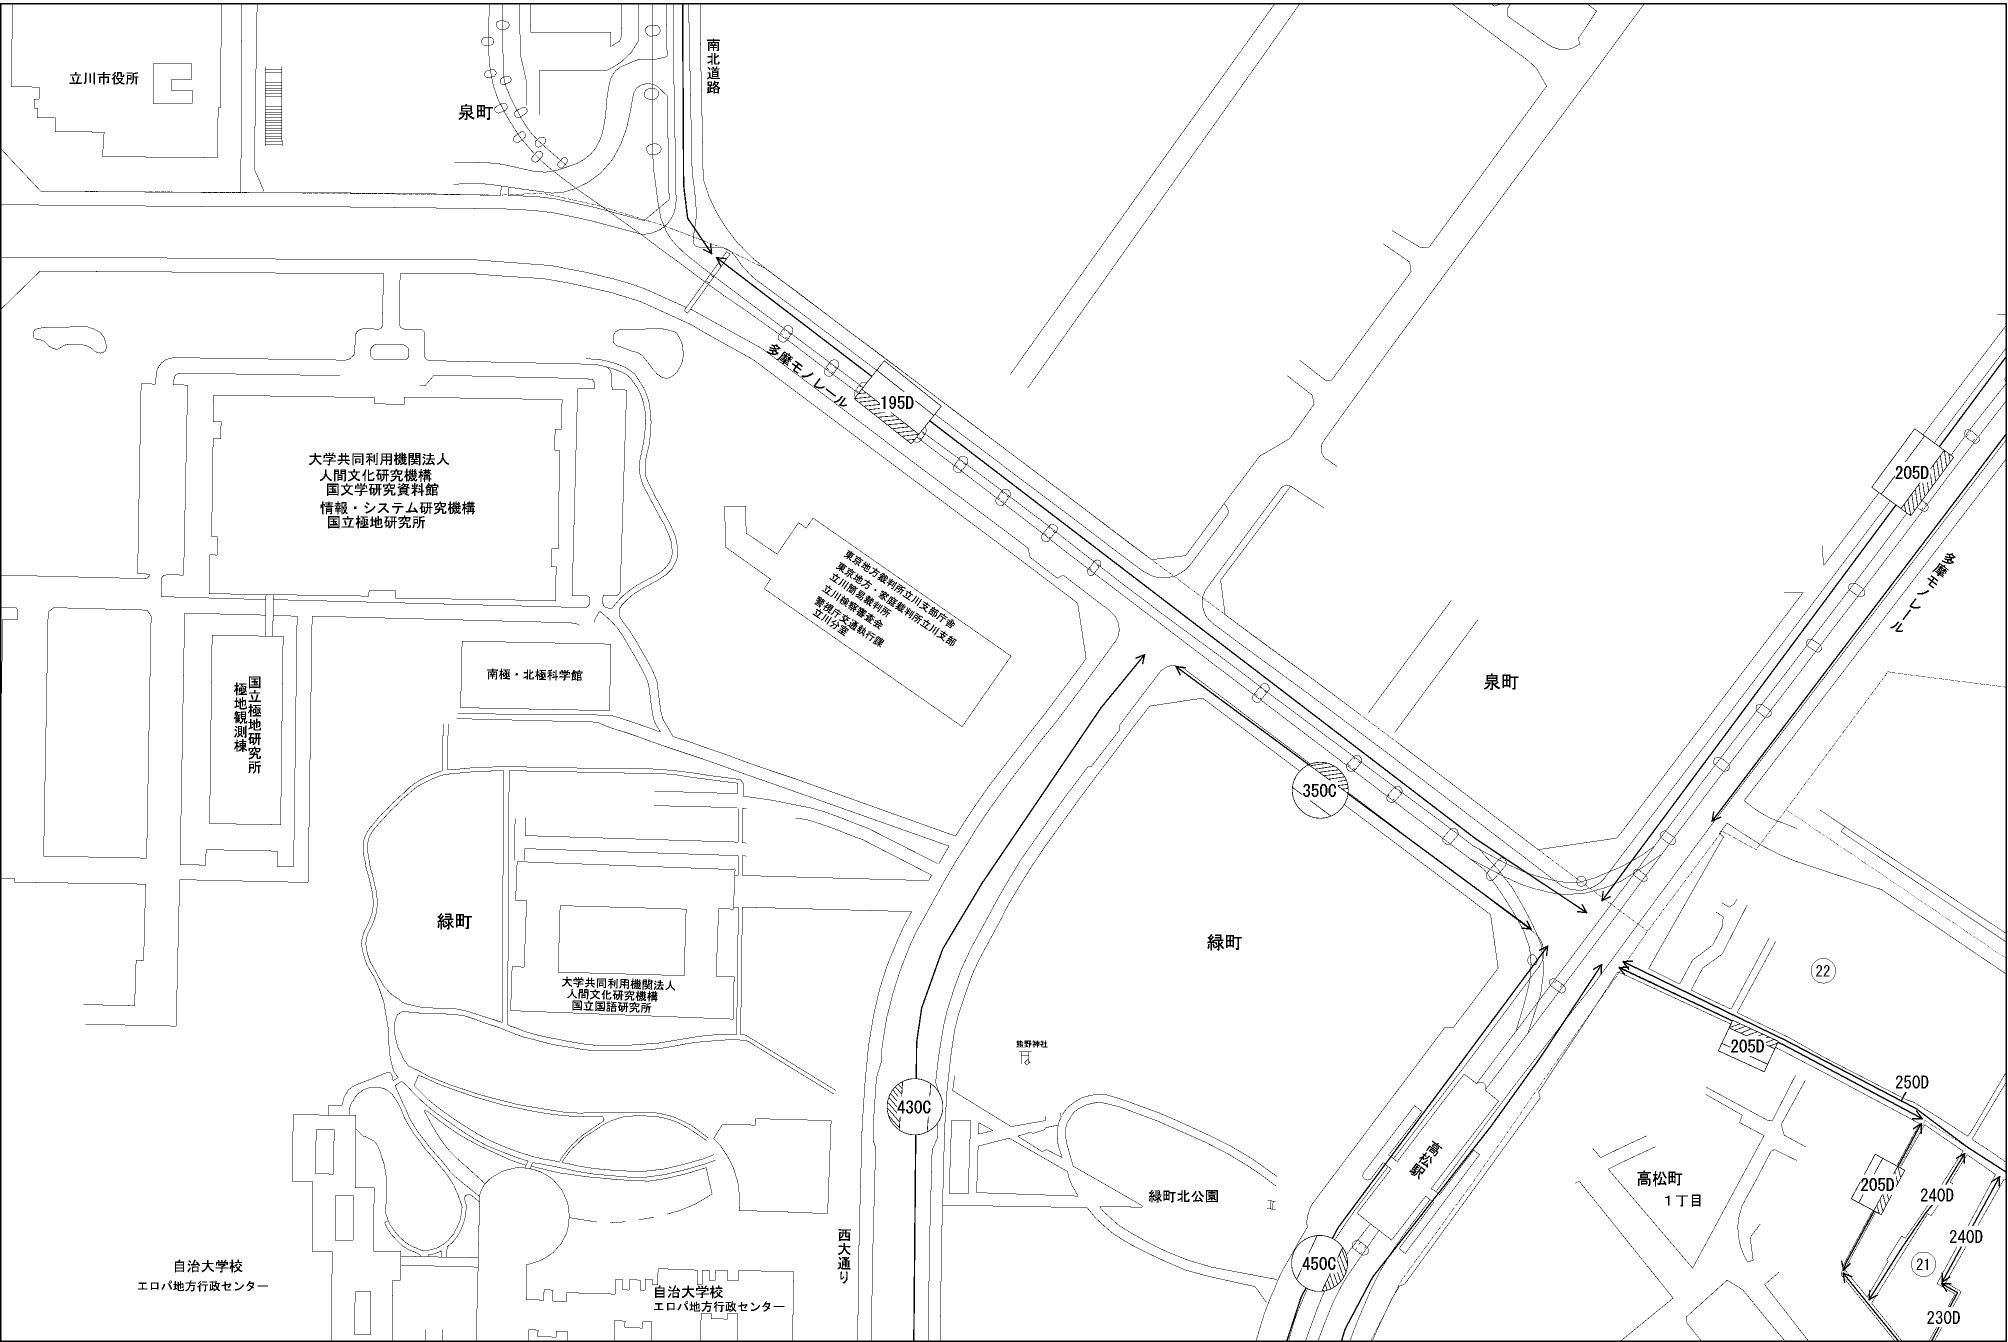 立川市役所
泉町
南北道路
多摩モノレール
195D
大学共同利用機関法人
人間文化研究機構
国文学研究資料館
情報・システム研究機構
国立極地研究所
東京地方裁判所立川支部庁舎
東京地方・家庭裁判所立川支部
立川簡易裁判所
立川検察審査会
警視庁交通執行課
立川分室
205D
多摩モノレール
南極・北極科学館
国立極地研究所
極地観測棟
泉町
350C
緑町
緑町
22
大学共同利用機関法人
人間文化研究機構
国立国語研究所
熊野神社
205D
250D
430C
高松駅
高松町
1丁目
緑町北公園
205D
240D
240D
西大通り
450C
21
自治大学校
エロパ地方行政センター
自治大学校
エロパ地方行政センター
230D